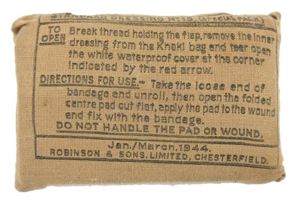 DRESSING
TO OPEN Break thread holding the flap, remove the inner
dressing from the Khaki bag and tear open
the white waterproof cover at the corner
indicated by the red arrow.
DIRECTIONS FOR USE.- Take the loose end of
bandage and unroll, then open the folded
centre pad out flat, apply the pad to the wound
and fix with the bandage.
DO NOT HANDLE THE PAD OR WOUND,
Jan./March, 1944.
ROBINSON & SONS, LIMITED, CHESTERFIELD.